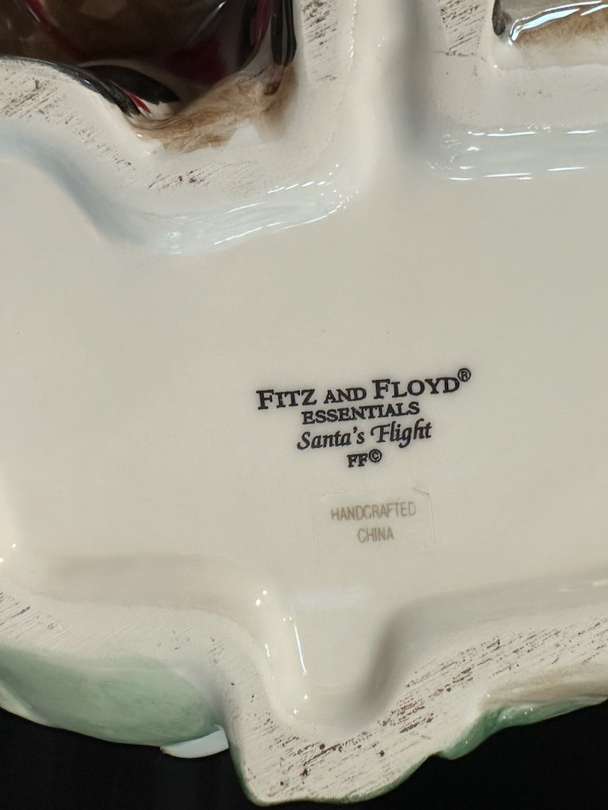 FITZ AND FLOYD®
ESSENTIALS
Santa's Flight
FF©
HANDCRAFTED
CHINA